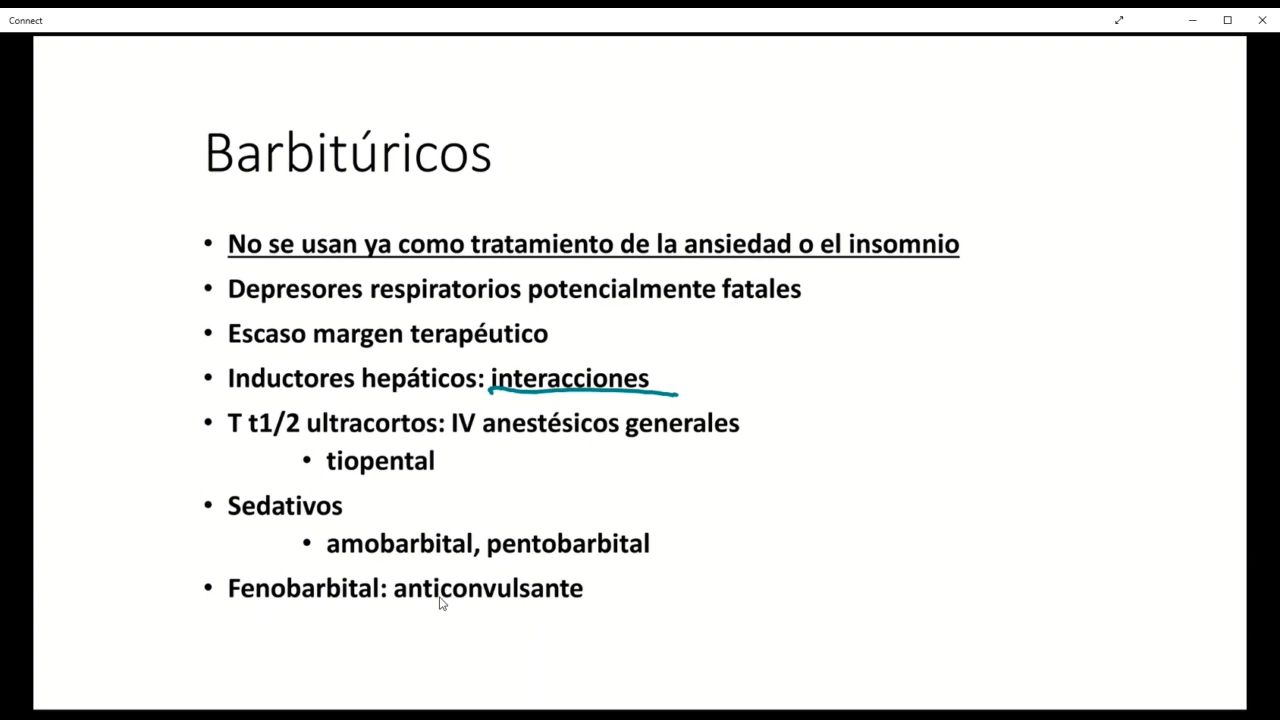 Connect
Barbitúricos
• No se usan ya como tratamiento de la ansiedad o el insomnio
• Depresores respiratorios potencialmente fatales
• Escaso margen terapéutico
• Inductores hepáticos: interacciones
• T t1/2 ultracortos: IV anestésicos generales
• tiopental
• Sedativos
• amobarbital, pentobarbital
• Fenobarbital: anticonvulsante